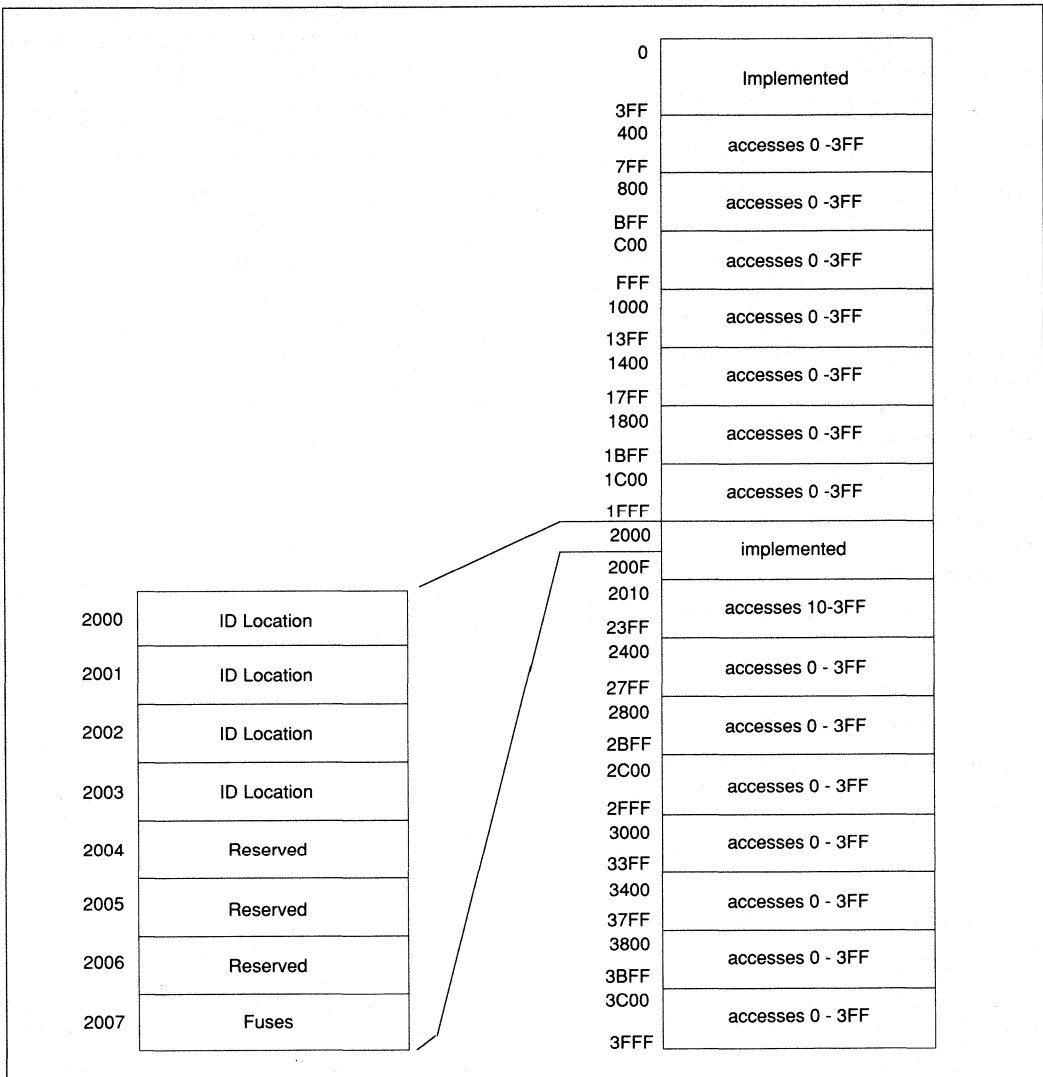 0
Implemented
3FF
400
accesses 0 -3FF
7FF
800
accesses 0 -3FF
BFF
C00
accesses 0 -3FF
FFF
1000
accesses 0 -3FF
13FF
1400
accesses 0 -3FF
17FF
1800
accesses 0 -3FF
1BFF
1C00
accesses 0 -3FF
1FFF
2000
implemented
200F
2010
accesses 10-3FF
23FF
2400
accesses 0 - 3FF
27FF
2800
accesses 0 - 3FF
2BFF
2C00
accesses 0 - 3FF
2FFF
3000
accesses 0 - 3FF
33FF
3400
accesses 0 - 3FF
37FF
3800
accesses 0 - 3FF
3BFF
3C00
accesses 0 - 3FF
3FFF
2000 ID Location
2001 ID Location
2002 ID Location
2003 ID Location
2004 Reserved
2005 Reserved
2006 Reserved
2007 Fuses